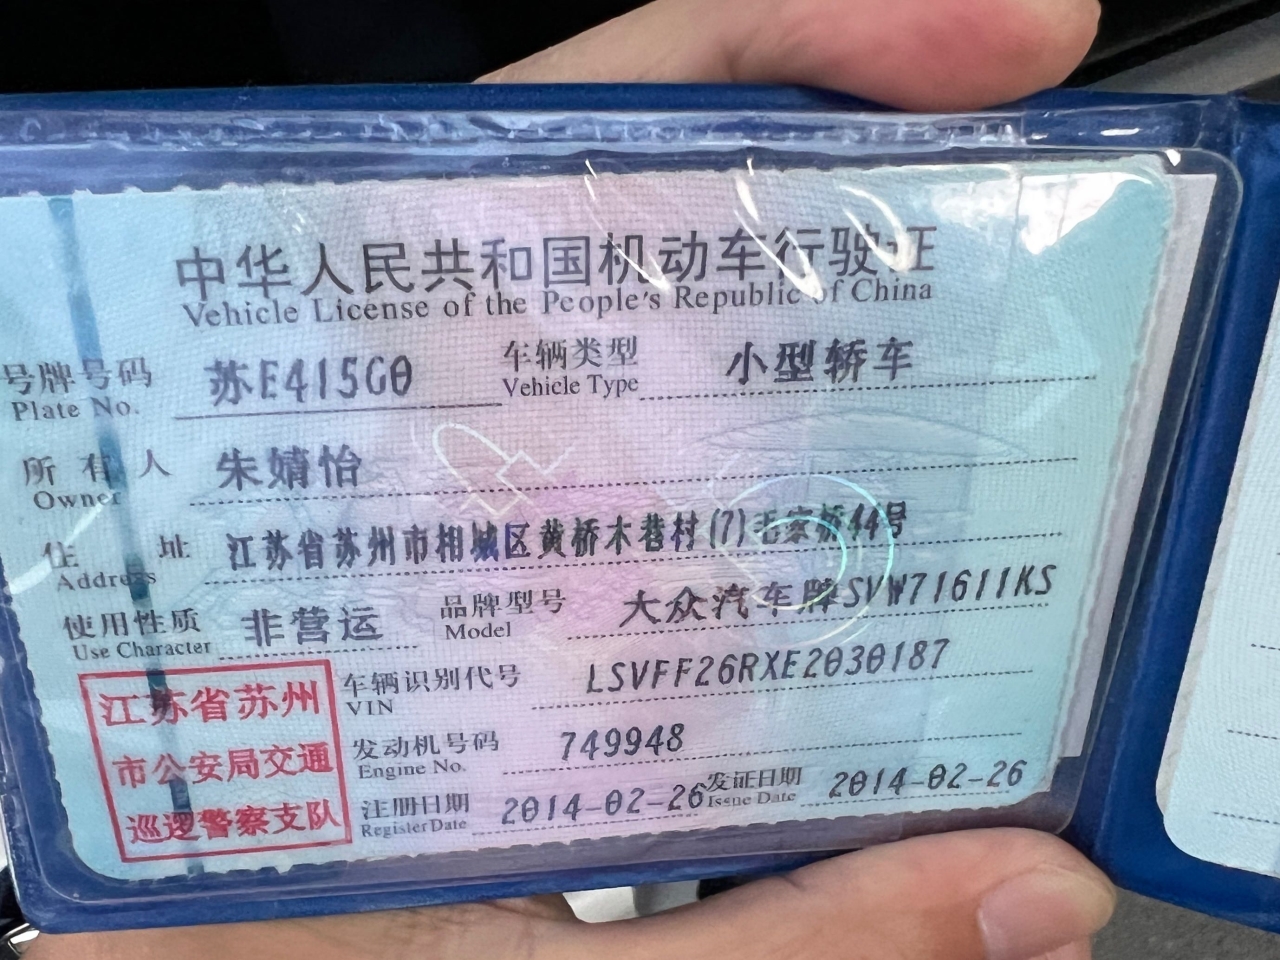 中华人民共和国机动车行驶证
Vehicle License of the People's Republic of China
号牌号码 苏E415G0 车辆类型 小型轿车
Plate No. Vehicle Type
所有人 朱婧怡
Owner
住址 江苏省苏州市相城区黄桥木巷村(7)毛家桥44号
Address
使用性质 非营运 品牌型号 大众汽车牌SVW71611KS
Use Character Model
江苏省苏州
市公安局交通
巡逻警察支队
车辆识别代号 LSVFF26RXE2030187
VIN
发动机号码 749948
Engine No.
注册日期 2014-02-26 发证日期 2014-02-26
Register Date Issue Date